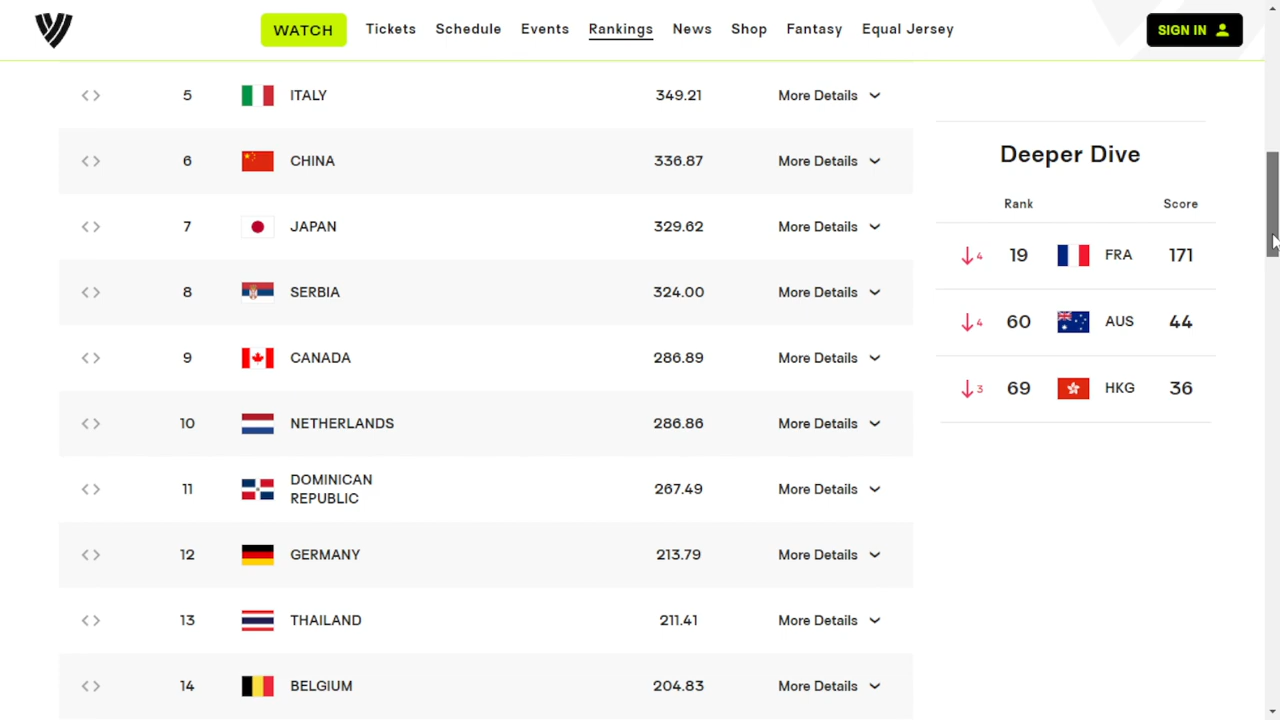 WATCH Tickets Schedule Events Rankings News Shop Fantasy Equal Jersey SIGN IN
5 ITALY 349.21 More Details
6 CHINA 336.87 More Details
7 JAPAN 329.62 More Details
8 SERBIA 324.00 More Details
9 CANADA 286.89 More Details
10 NETHERLANDS 286.86 More Details
11 DOMINICAN REPUBLIC 267.49 More Details
12 GERMANY 213.79 More Details
13 THAILAND 211.41 More Details
14 BELGIUM 204.83 More Details
Deeper Dive
Rank Score
4 19 FRA 171
4 60 AUS 44
3 69 HKG 36